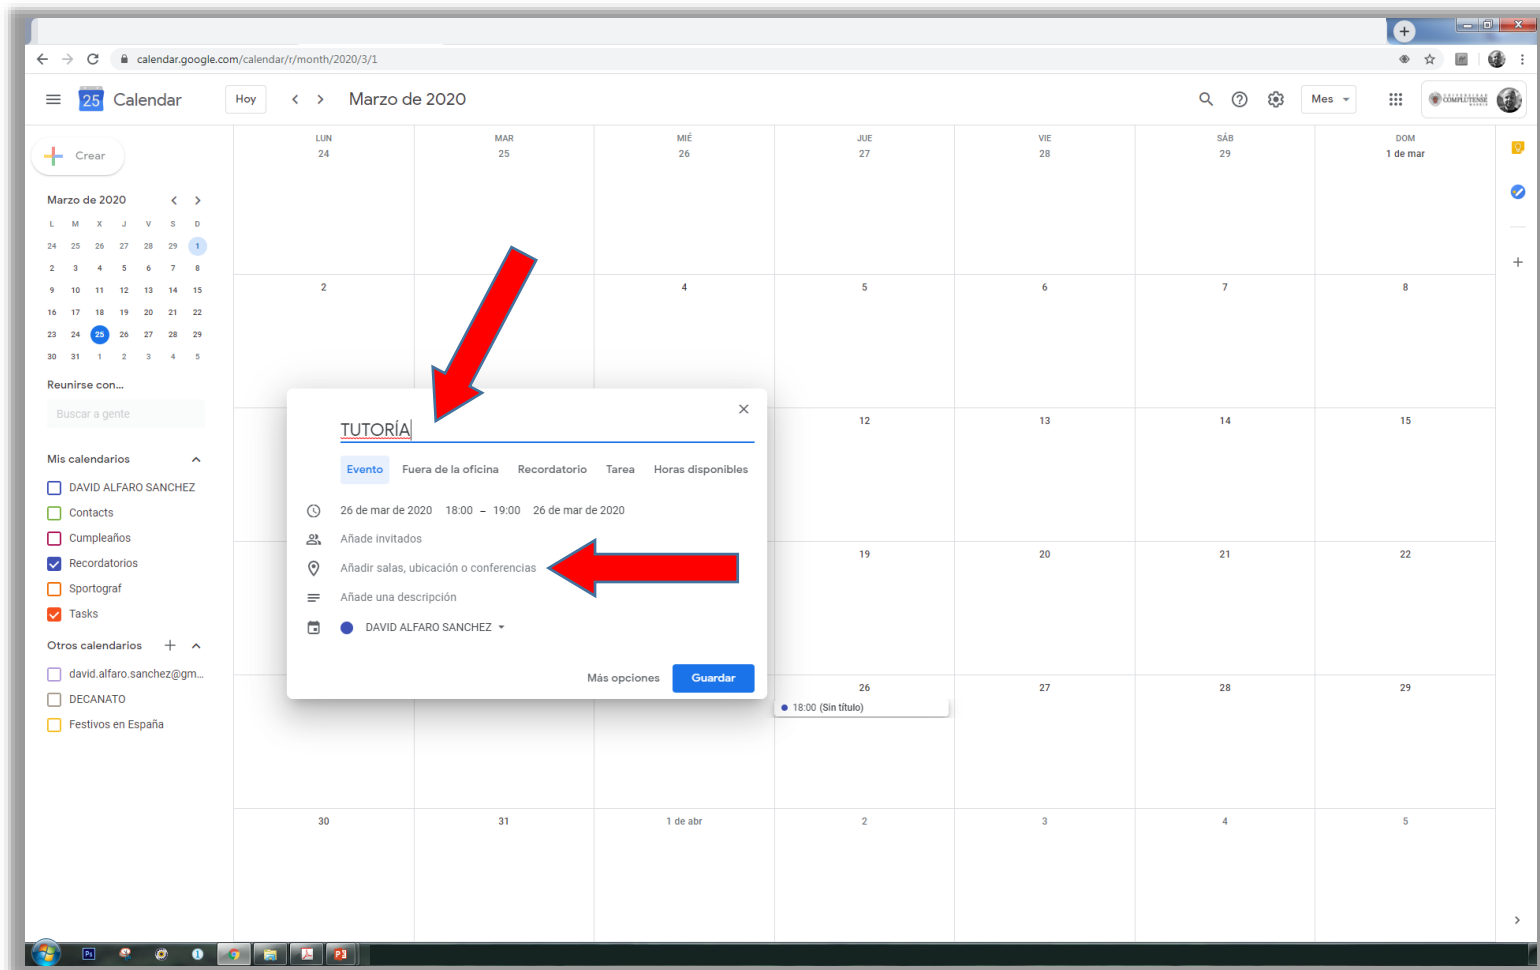 calendar.google.com/calendar/r/month/2020/3/1
25 Calendar Hoy Marzo de 2020 Mes UNIVERSIDAD COMPLUTENSE MADRID
Crear
Marzo de 2020
L M X J V S D
24 25 26 27 28 29 1
2 3 4 5 6 7 8
9 10 11 12 13 14 15
16 17 18 19 20 21 22
23 24 25 26 27 28 29
30 31 1 2 3 4 5
Reunirse con...
Buscar a gente
Mis calendarios
DAVID ALFARO SANCHEZ
Contacts
Cumpleaños
Recordatorios
Sportograf
Tasks
Otros calendarios
david.alfaro.sanchez@gm...
DECANATO
Festivos en España
LUN MAR MIÉ JUE VIE SÁB DOM
24 25 26 27 28 29 1 de mar
2 4 5 6 7 8
12 13 14 15
19 20 21 22
26 27 28 29
18:00 (Sin título)
30 31 1 de abr 2 3 4 5
TUTORÍA
Evento Fuera de la oficina Recordatorio Tarea Horas disponibles
26 de mar de 2020 18:00 – 19:00 26 de mar de 2020
Añade invitados
Añadir salas, ubicación o conferencias
Añade una descripción
DAVID ALFARO SANCHEZ
Más opciones Guardar